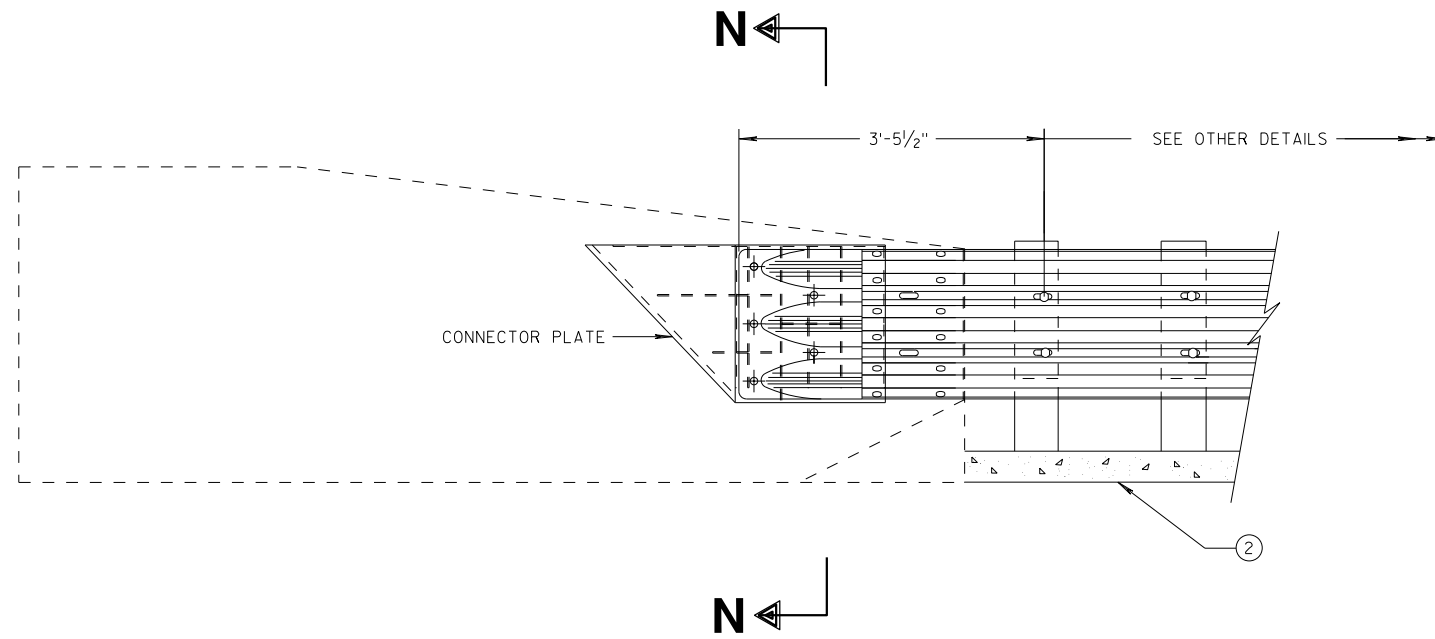 N
3'-5½"
SEE OTHER DETAILS
CONNECTOR PLATE
2
N